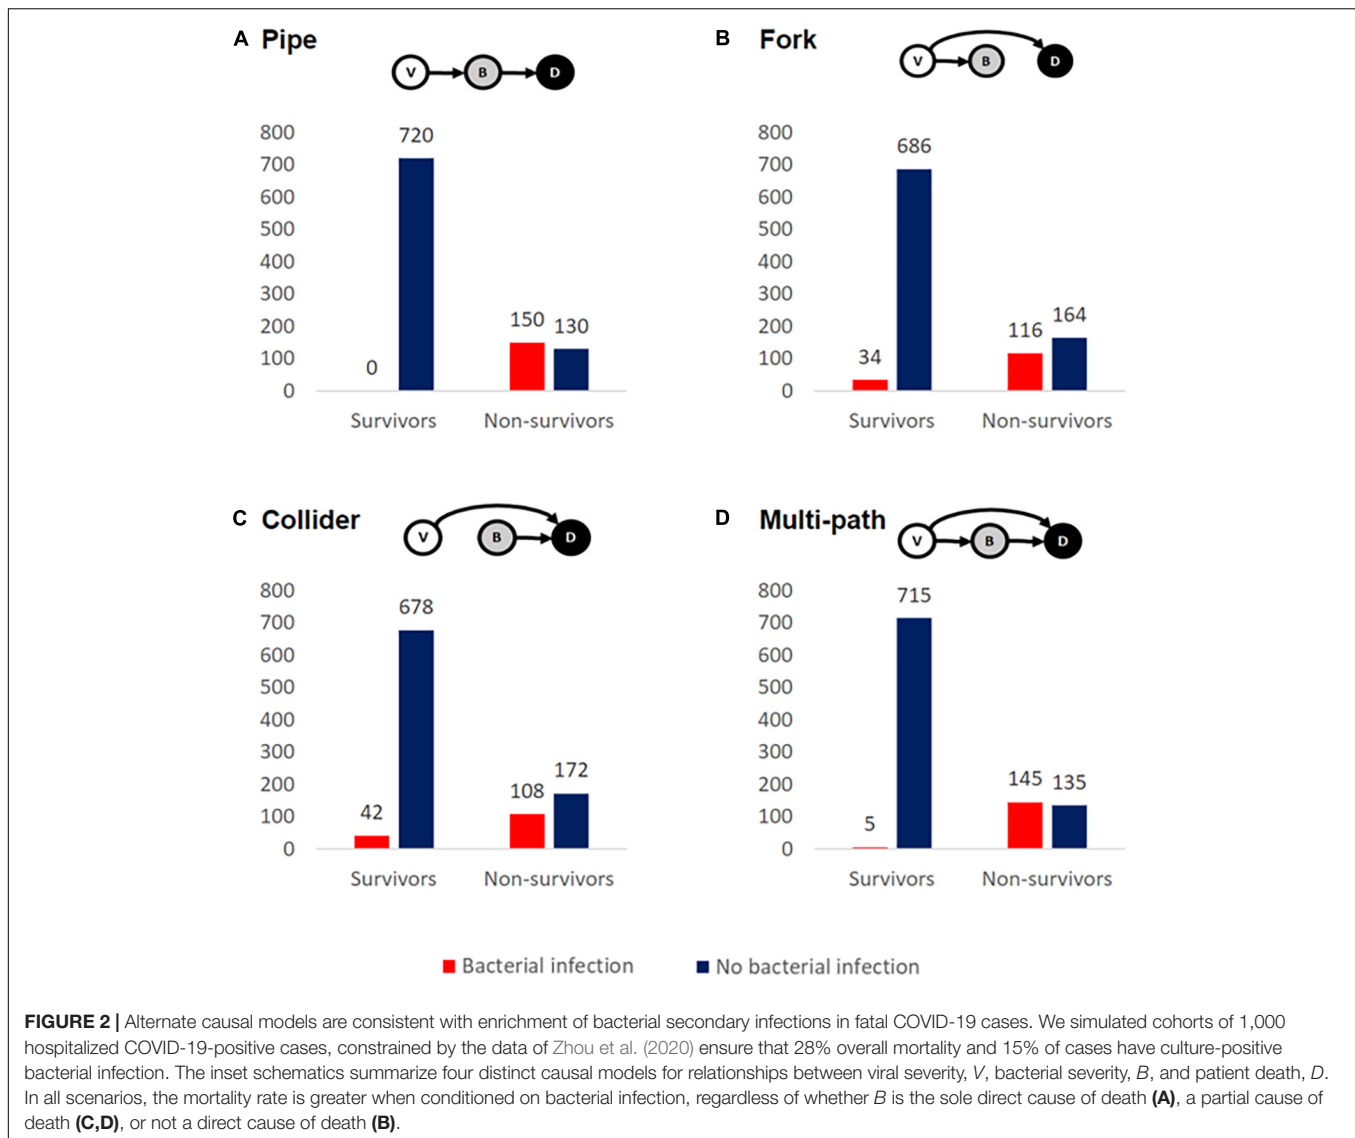 A Pipe
V B D
800
700
600
500
400
300
200
100
0
720
0
150
130
Survivors Non-survivors
B Fork
V B D
800
700
600
500
400
300
200
100
0
686
34
116
164
Survivors Non-survivors
C Collider
V B D
800
700
600
500
400
300
200
100
0
678
42
108
172
Survivors Non-survivors
D Multi-path
V B D
800
700
600
500
400
300
200
100
0
715
5
145
135
Survivors Non-survivors
Bacterial infection No bacterial infection
FIGURE 2 | Alternate causal models are consistent with enrichment of bacterial secondary infections in fatal COVID-19 cases. We simulated cohorts of 1,000
hospitalized COVID-19-positive cases, constrained by the data of Zhou et al. (2020) ensure that 28% overall mortality and 15% of cases have culture-positive
bacterial infection. The inset schematics summarize four distinct causal models for relationships between viral severity, V, bacterial severity, B, and patient death, D.
In all scenarios, the mortality rate is greater when conditioned on bacterial infection, regardless of whether B is the sole direct cause of death (A), a partial cause of
death (C,D), or not a direct cause of death (B).